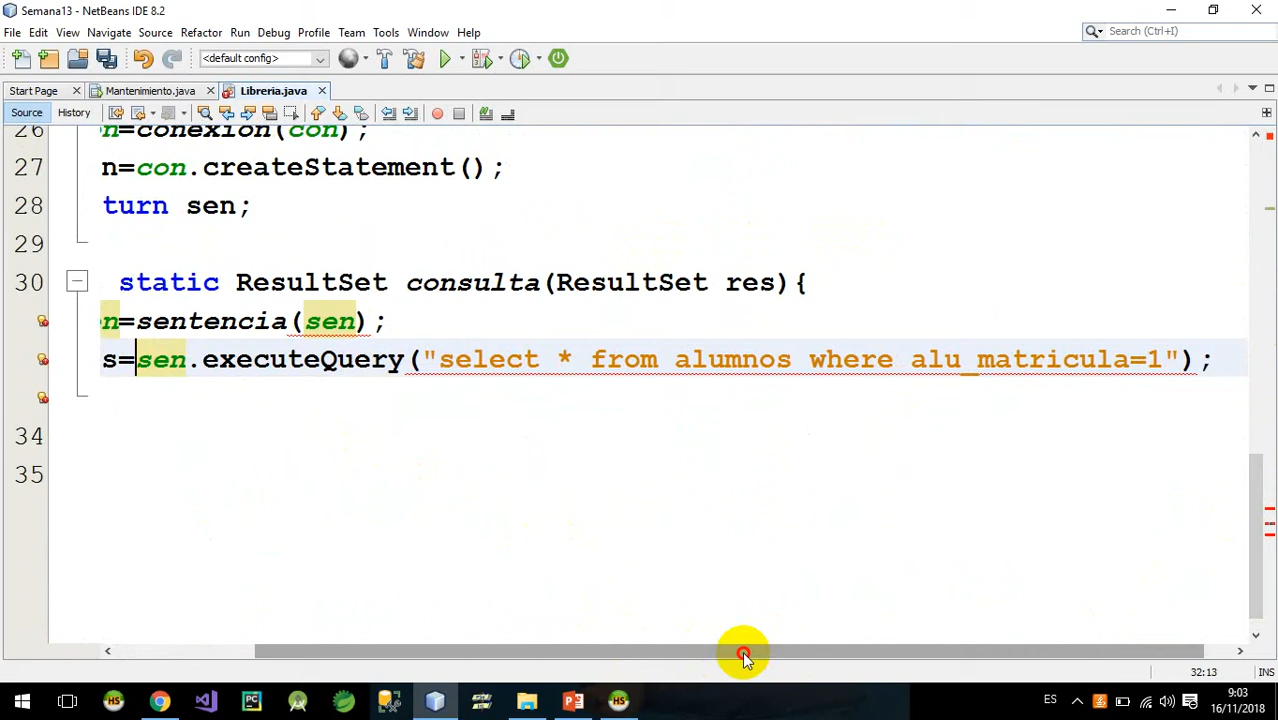 Semana13 - NetBeans IDE 8.2
File Edit View Navigate Source Refactor Run Debug Profile Team Tools Window Help
Search (Ctrl+I)
<default config>
Start Page Mantenimiento.java Libreria.java
Source History
26 n=conexion(con);
27 n=con.createStatement();
28 turn sen;
29
30 static ResultSet consulta(ResultSet res){
n=sentencia(sen);
s=sen.executeQuery("select * from alumnos where alu_matricula=1");
34
35
32:13 INS
HS PC HS ES 9:03
16/11/2018